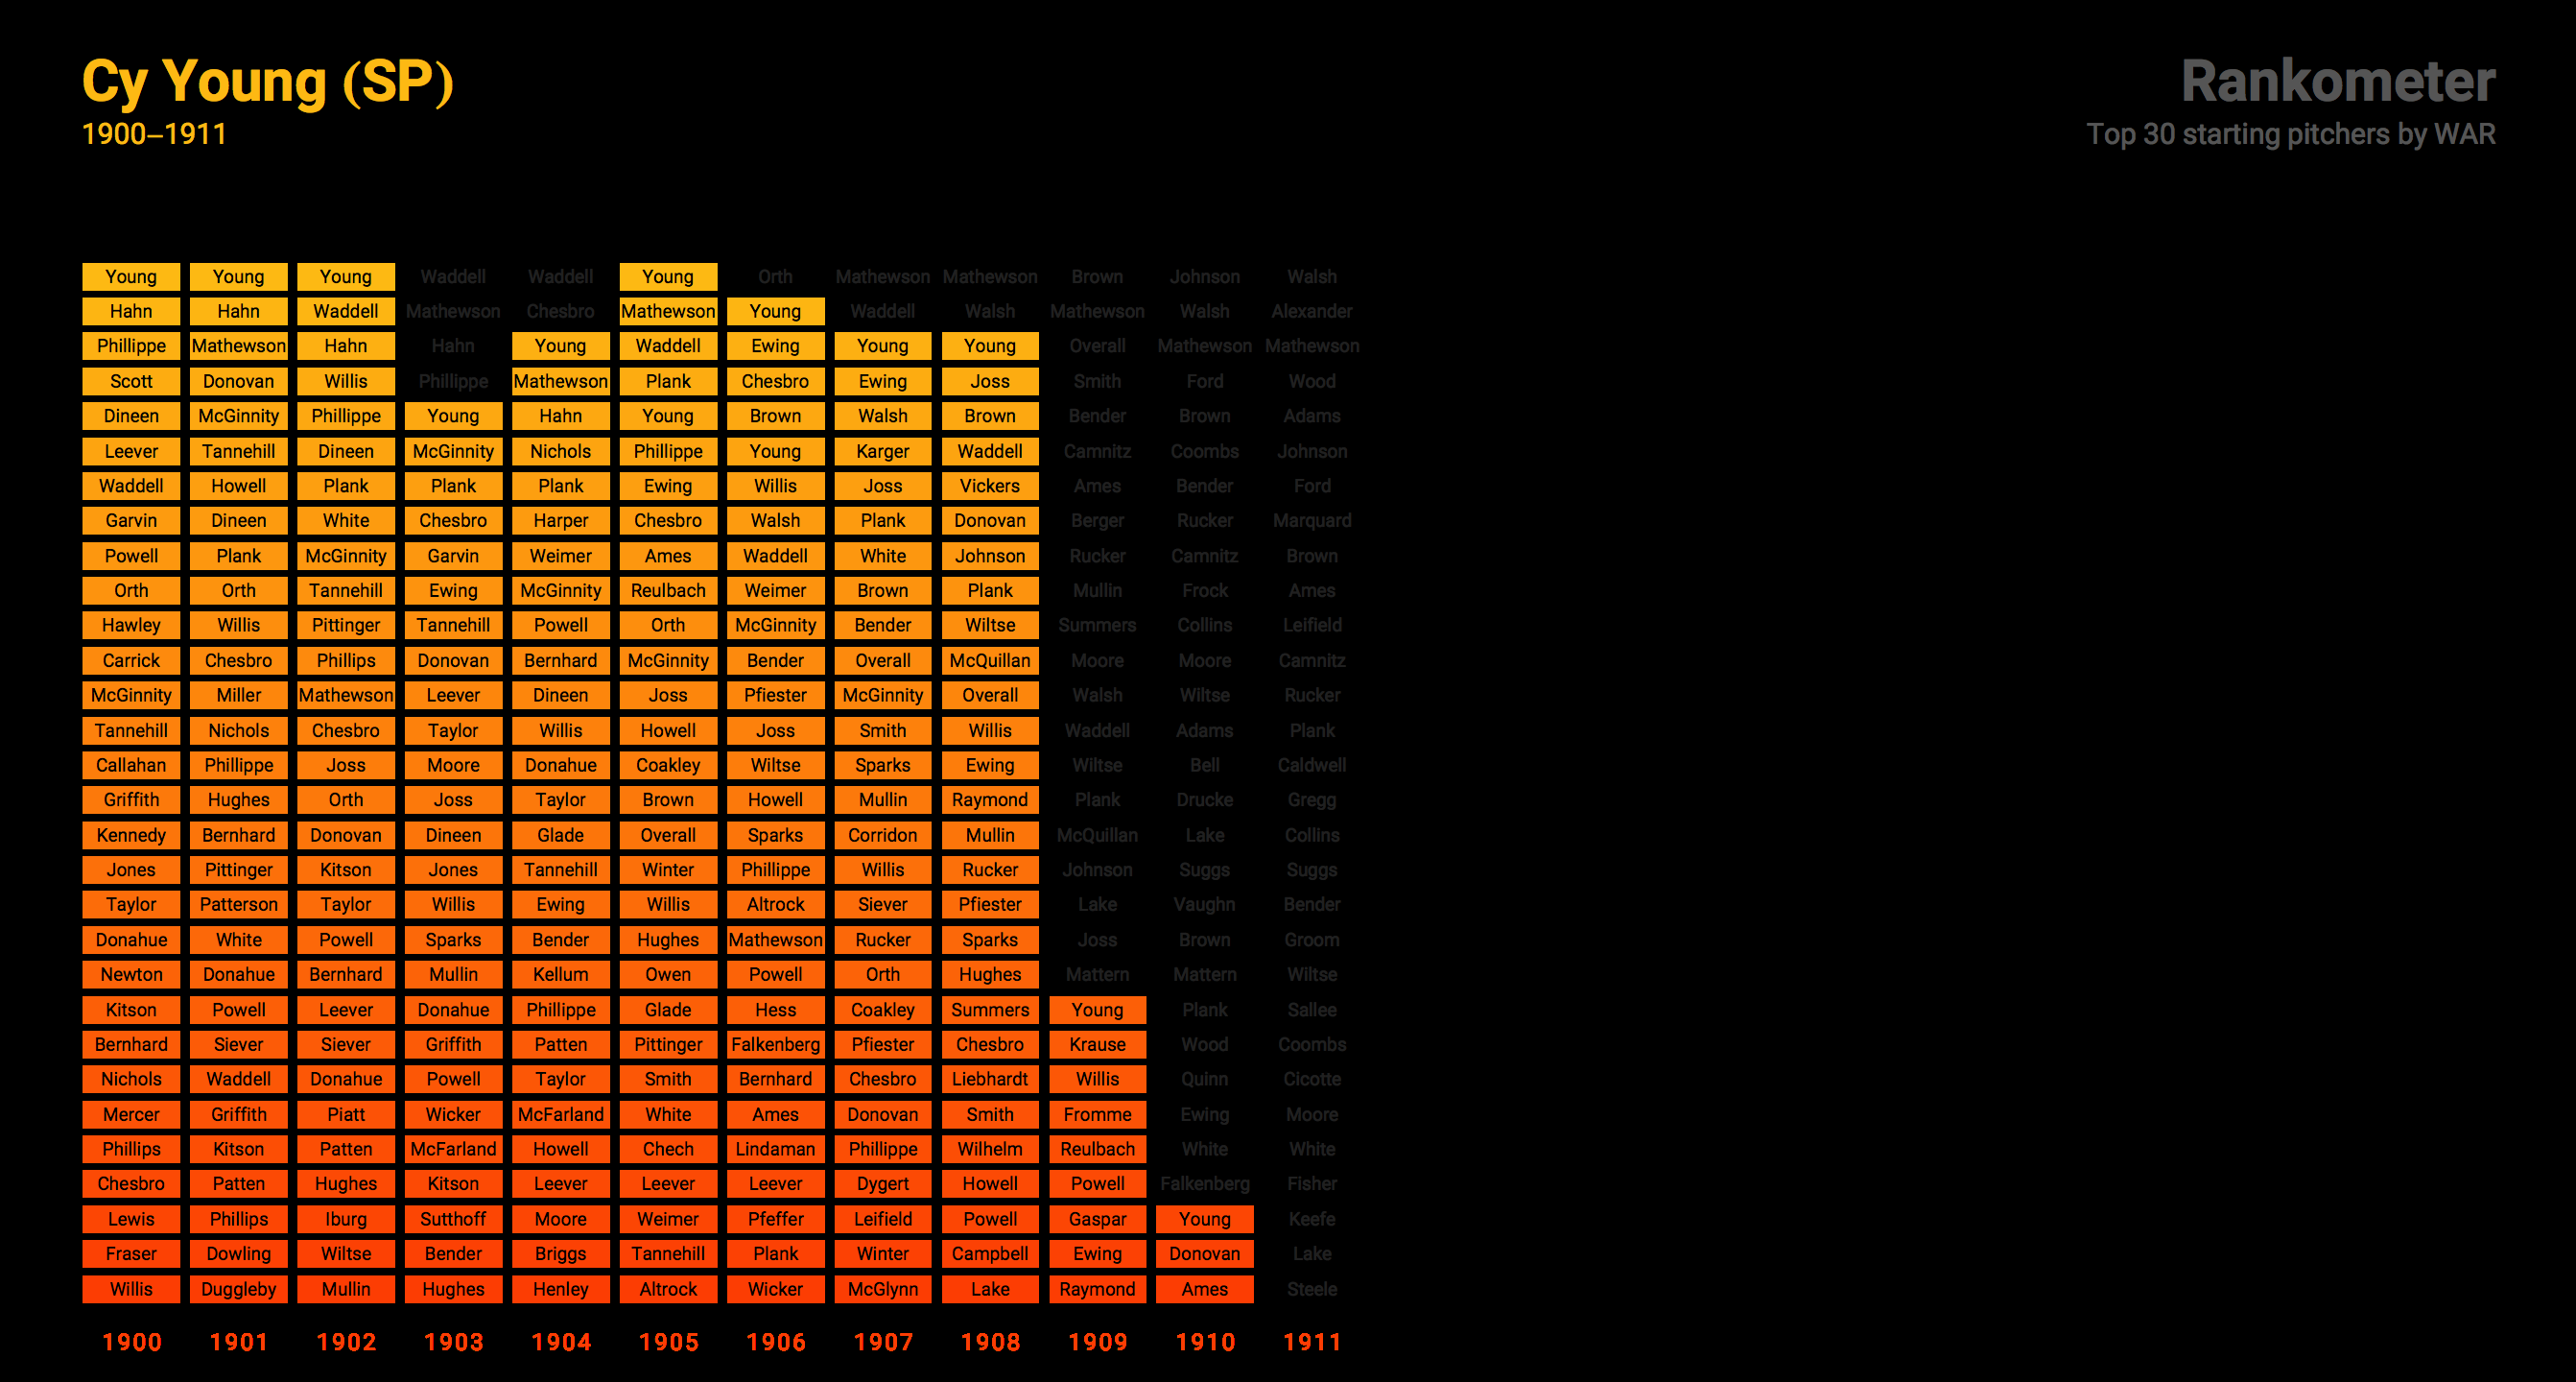 Cy Young (SP)
1900–1911
Rankometer
Top 30 starting pitchers by WAR
Young Young Young Waddell Waddell Young Orth Mathewson Mathewson Brown Johnson Walsh
Hahn Hahn Waddell Mathewson Chesbro Mathewson Young Waddell Walsh Mathewson Walsh Alexander
Phillippe Mathewson Hahn Hahn Young Waddell Ewing Young Young Overall Mathewson Mathewson
Scott Donovan Willis Phillippe Mathewson Plank Chesbro Ewing Joss Smith Ford Wood
Dineen McGinnity Phillippe Young Hahn Young Brown Walsh Brown Bender Brown Adams
Leever Tannehill Dineen McGinnity Nichols Phillippe Young Karger Waddell Camnitz Coombs Johnson
Waddell Howell Plank Plank Plank Ewing Willis Joss Vickers Ames Bender Ford
Garvin Dineen White Chesbro Harper Chesbro Walsh Plank Donovan Berger Rucker Marquard
Powell Plank McGinnity Garvin Weimer Ames Waddell White Johnson Rucker Camnitz Brown
Orth Orth Tannehill Ewing McGinnity Reulbach Weimer Brown Plank Mullin Frock Ames
Hawley Willis Pittinger Tannehill Powell Orth McGinnity Bender Wiltse Summers Collins Leifield
Carrick Chesbro Phillips Donovan Bernhard McGinnity Bender Overall McQuillan Moore Moore Camnitz
McGinnity Miller Mathewson Leever Dineen Joss Pfiester McGinnity Overall Walsh Wiltse Rucker
Tannehill Nichols Chesbro Taylor Willis Howell Joss Smith Willis Waddell Adams Plank
Callahan Phillippe Joss Moore Donahue Coakley Wiltse Sparks Ewing Wiltse Bell Caldwell
Griffith Hughes Orth Joss Taylor Brown Howell Mullin Raymond Plank Drucke Gregg
Kennedy Bernhard Donovan Dineen Glade Overall Sparks Corridon Mullin McQuillan Lake Collins
Jones Pittinger Kitson Jones Tannehill Winter Phillippe Willis Rucker Johnson Suggs Suggs
Taylor Patterson Taylor Willis Ewing Willis Altrock Siever Pfiester Lake Vaughn Bender
Donahue White Powell Sparks Bender Hughes Mathewson Rucker Sparks Joss Brown Groom
Newton Donahue Bernhard Mullin Kellum Owen Powell Orth Hughes Mattern Mattern Wiltse
Kitson Powell Leever Donahue Phillippe Glade Hess Coakley Summers Young Plank Sallee
Bernhard Siever Siever Griffith Patten Pittinger Falkenberg Pfiester Chesbro Krause Wood Coombs
Nichols Waddell Donahue Powell Taylor Smith Bernhard Chesbro Liebhardt Willis Quinn Cicotte
Mercer Griffith Piatt Wicker McFarland White Ames Donovan Smith Fromme Ewing Moore
Phillips Kitson Patten McFarland Howell Chech Lindaman Phillippe Wilhelm Reulbach White White
Chesbro Patten Hughes Kitson Leever Leever Leever Dygert Howell Powell Falkenberg Fisher
Lewis Phillips Iburg Sutthoff Moore Weimer Pfeffer Leifield Powell Gaspar Young Keefe
Fraser Dowling Wiltse Bender Briggs Tannehill Plank Winter Campbell Ewing Donovan Lake
Willis Duggleby Mullin Hughes Henley Altrock Wicker McGlynn Lake Raymond Ames Steele
1900 1901 1902 1903 1904 1905 1906 1907 1908 1909 1910 1911